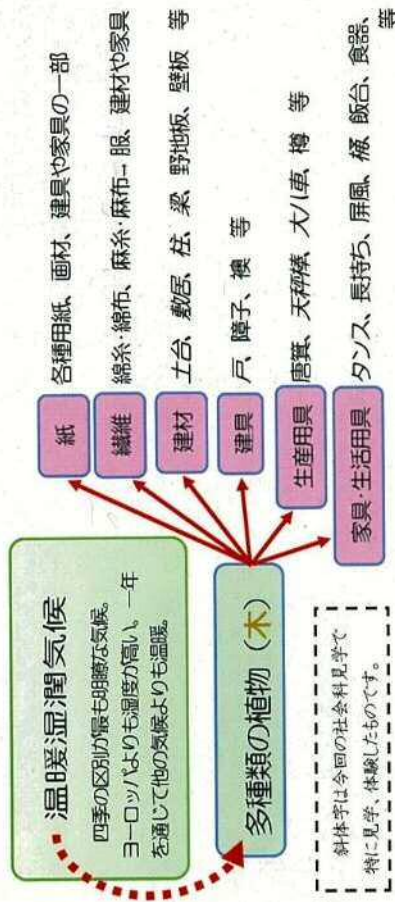 温暖湿潤気候
四季の区別が最も明瞭な気候。
ヨーロッパよりも湿度が高い。一年
を通じて他の気候よりも温暖。
多種類の植物（木）
斜体字は今回の社会科見学で
特に見学、体験したものです。
紙
各種用紙、画材、建具や家具の一部
繊維
綿糸・綿布、麻糸・麻布→服、建材や家具
建材
土台、敷居、柱、梁、野地板、壁板 等
建具
戸、障子、襖 等
生産用具
唐箕、天秤棒、大八車、樽 等
家具・生活用具
タンス、長持ち、屏風、桶、飯台、食器、
等